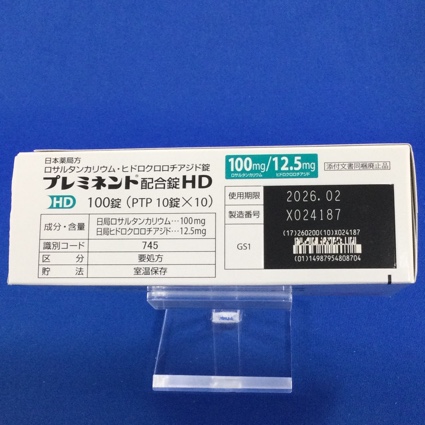 日本薬局方
ロサルタンカリウム・ヒドロクロロチアジド錠
プレミネント®配合錠HD
HD 100錠 (PTP 10錠×10)
成分・含量 日局ロサルタンカリウム…100mg
日局ヒドロクロロチアジド…12.5mg
識別コード 745
区分 要処方
貯法 室温保存
100mg/12.5mg
ロサルタンカリウム ヒドロクロロチアジド
添付文書同梱廃止品
使用期限 2026.02
製造番号 X024187
GS1
(17)260200(10)X024187
(01)14987954808704